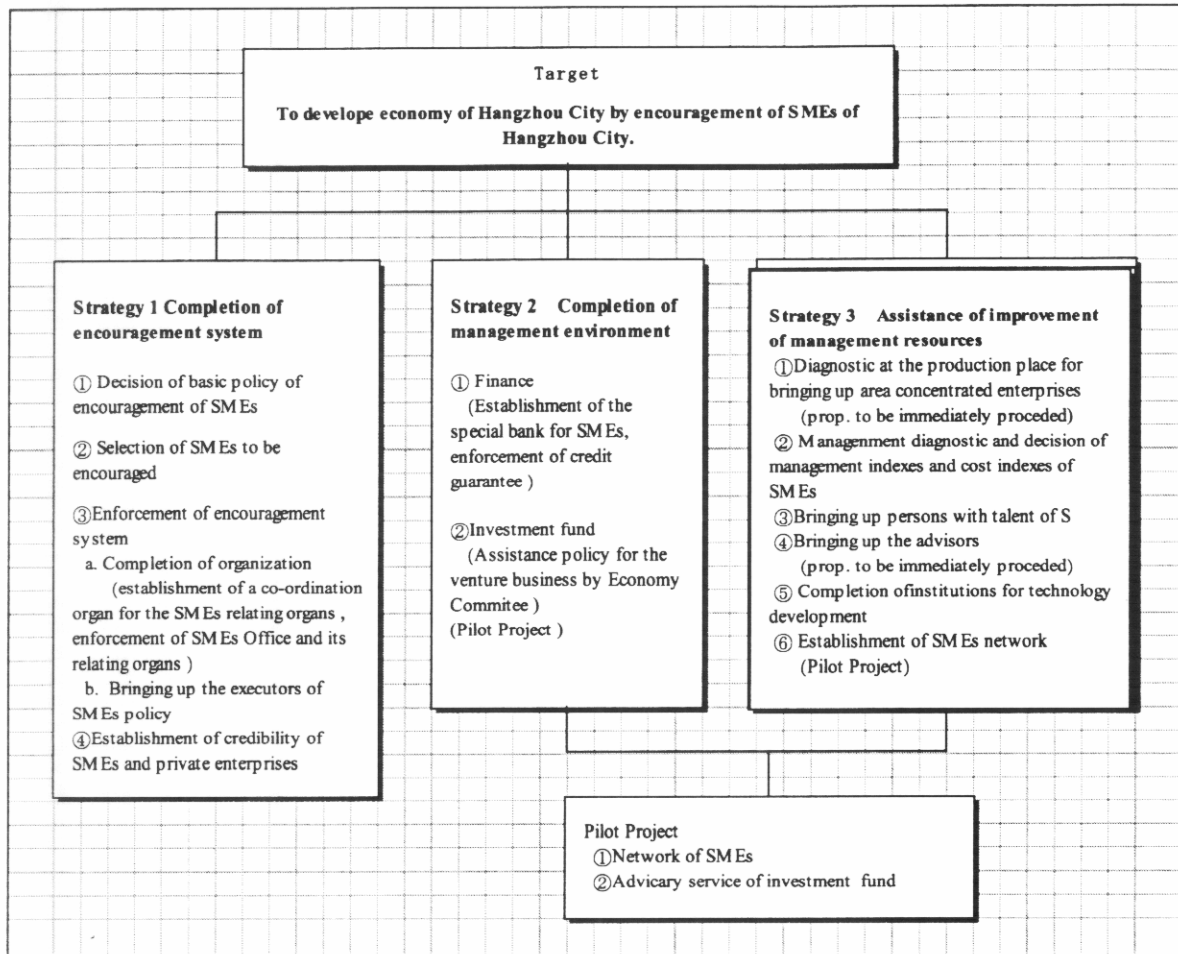 Target
To develope economy of Hangzhou City by encouragement of SMEs of
Hangzhou City.
Strategy 1 Completion of
encouragement system
① Decision of basic policy of
encouragement of SMEs
② Selection of SMEs to be
encouraged
③Enforcement of encouragement
system
a. Completion of organization
(establishment of a co-ordination
organ for the SMEs relating organs ,
enforcement of SMEs Office and its
relating organs )
b. Bringing up the executors of
SMEs policy
④Establishment of credibility of
SMEs and private enterprises
Strategy 2 Completion of
management environment
① Finance
(Establishment of the
special bank for SMEs,
enforcement of credit
guarantee )
②Investment fund
(Assistance policy for the
venture business by Economy
Commitee )
(Pilot Project )
Strategy 3 Assistance of improvement
of management resources
①Diagnostic at the production place for
bringing up area concentrated enterprises
(prop. to be immediately proceded)
② Managenment diagnostic and decision of
management indexes and cost indexes of
SMEs
③Bringing up persons with talent of S
④Bringing up the advisors
(prop. to be immediately proceded)
⑤ Completion ofinstitutions for technology
development
⑥ Establishment of SMEs network
(Pilot Project)
Pilot Project
①Network of SMEs
②Advicary service of investment fund